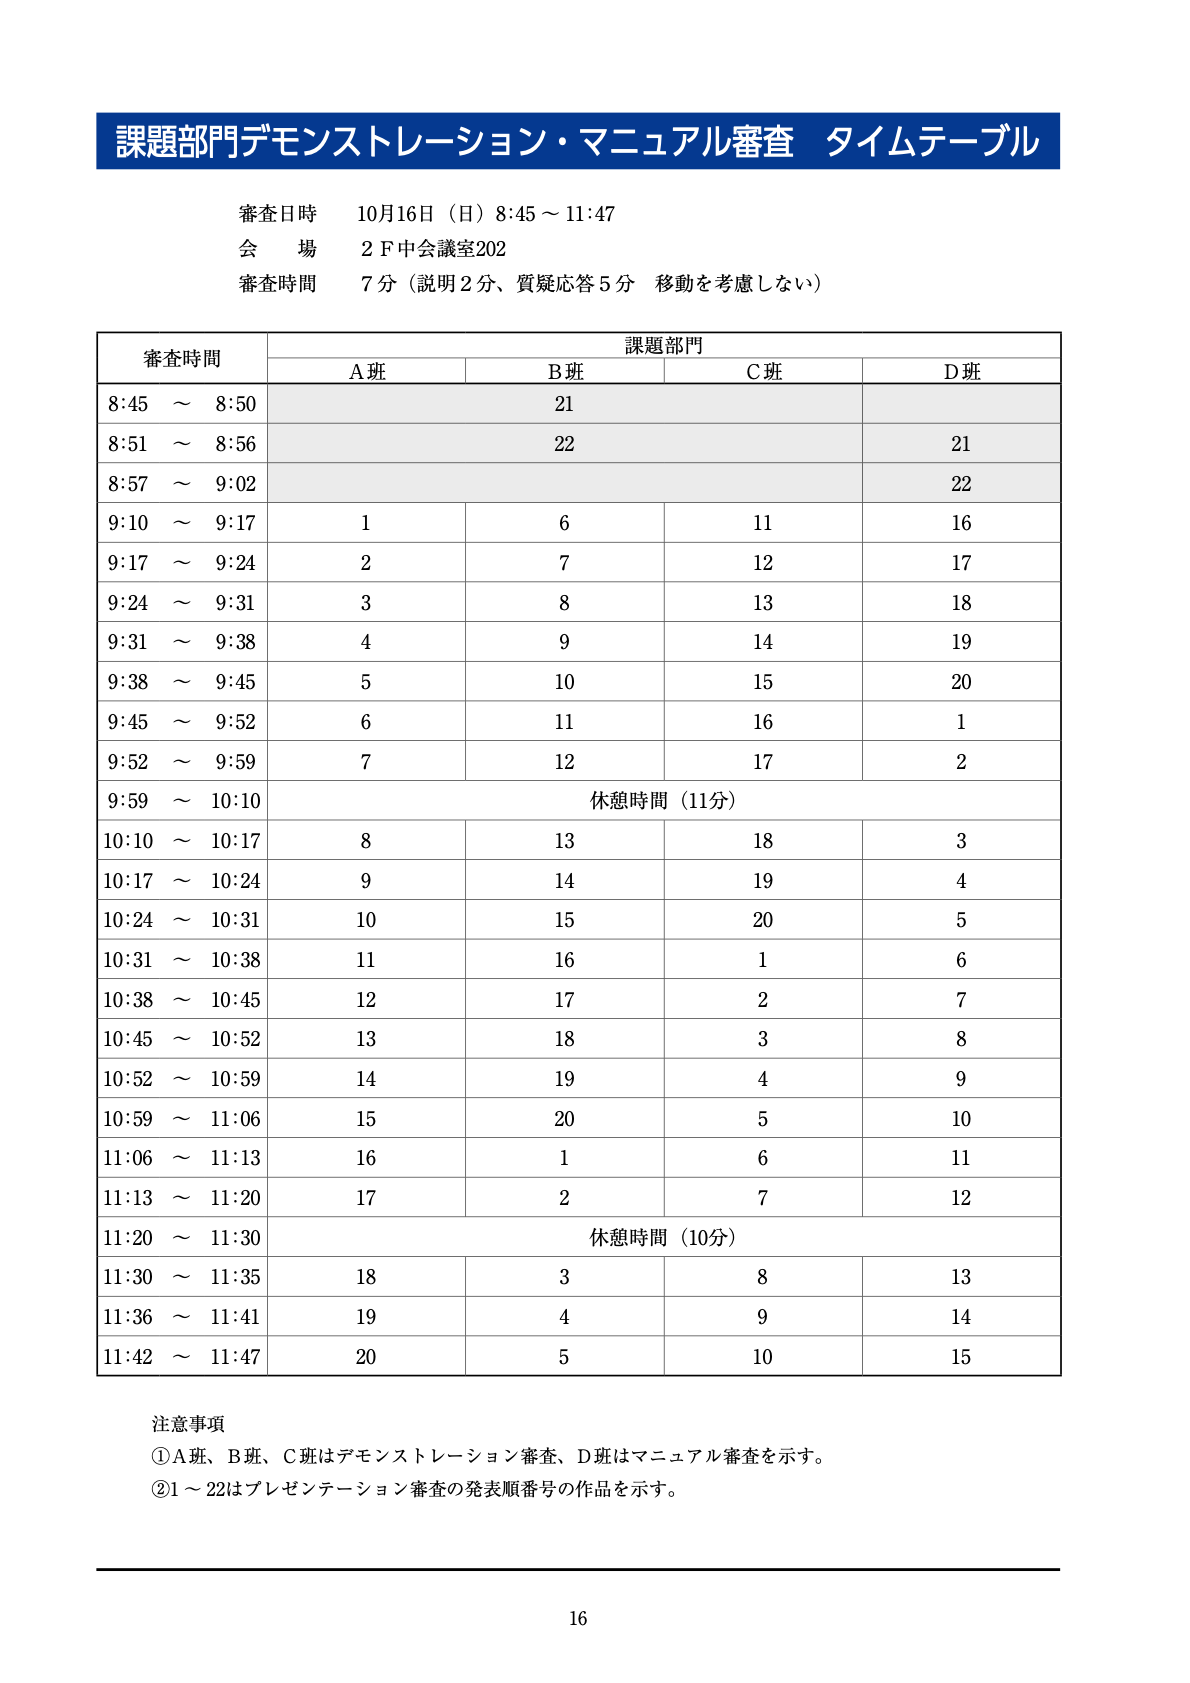 課題部門デモンストレーション・マニュアル審査　タイムテーブル
審査日時　　10月16日（日）8:45 ～ 11:47
会　　場　　２Ｆ中会議室202
審査時間　　７分（説明２分、質疑応答５分　移動を考慮しない）
審査時間　課題部門
Ａ班　Ｂ班　Ｃ班　Ｄ班
8:45 ～ 8:50　21
8:51 ～ 8:56　22　21
8:57 ～ 9:02　22
9:10 ～ 9:17　1　6　11　16
9:17 ～ 9:24　2　7　12　17
9:24 ～ 9:31　3　8　13　18
9:31 ～ 9:38　4　9　14　19
9:38 ～ 9:45　5　10　15　20
9:45 ～ 9:52　6　11　16　1
9:52 ～ 9:59　7　12　17　2
9:59 ～ 10:10　休憩時間（11分）
10:10 ～ 10:17　8　13　18　3
10:17 ～ 10:24　9　14　19　4
10:24 ～ 10:31　10　15　20　5
10:31 ～ 10:38　11　16　1　6
10:38 ～ 10:45　12　17　2　7
10:45 ～ 10:52　13　18　3　8
10:52 ～ 10:59　14　19　4　9
10:59 ～ 11:06　15　20　5　10
11:06 ～ 11:13　16　1　6　11
11:13 ～ 11:20　17　2　7　12
11:20 ～ 11:30　休憩時間（10分）
11:30 ～ 11:35　18　3　8　13
11:36 ～ 11:41　19　4　9　14
11:42 ～ 11:47　20　5　10　15
注意事項
①Ａ班、Ｂ班、Ｃ班はデモンストレーション審査、Ｄ班はマニュアル審査を示す。
②1 ～ 22はプレゼンテーション審査の発表順番号の作品を示す。
16